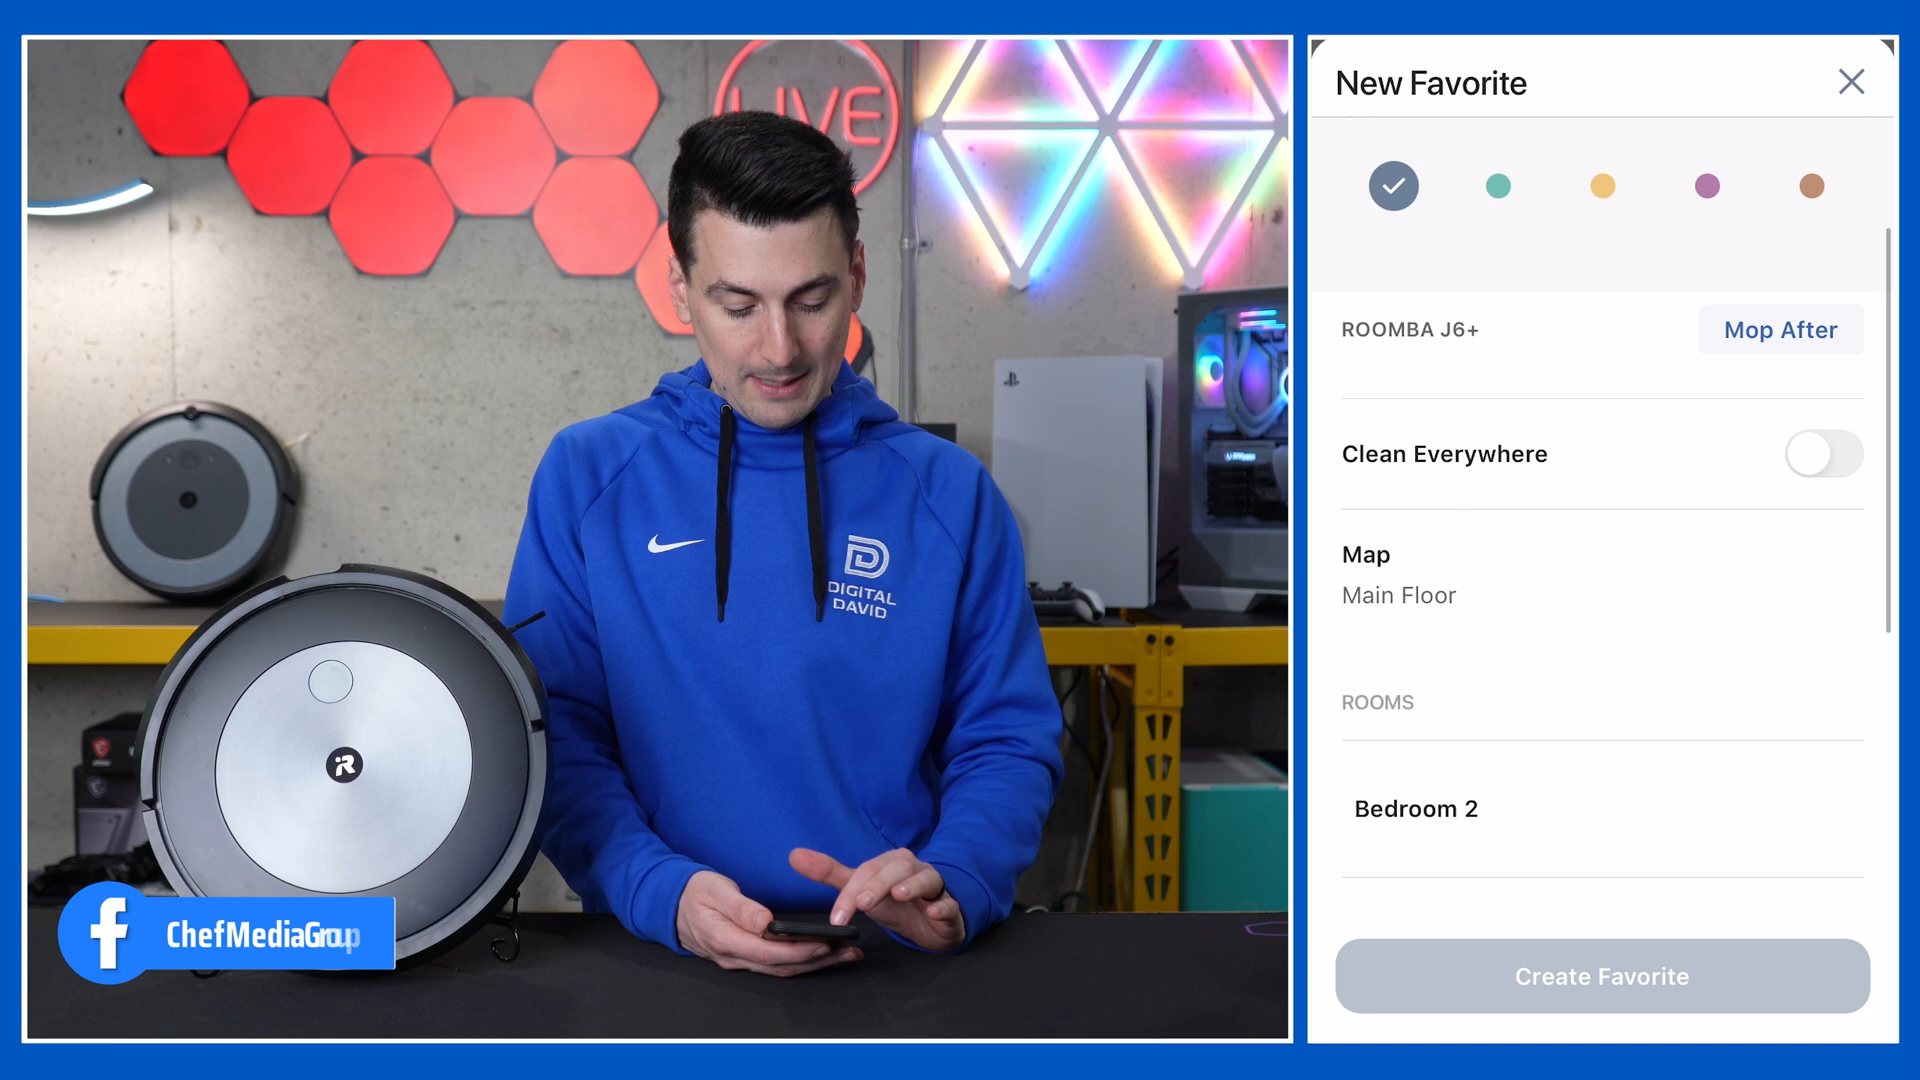 LIVE
DIGITAL
DAVID
iR
ChefMediaGroup
New Favorite
ROOMBA J6+
Mop After
Clean Everywhere
Map
Main Floor
ROOMS
Bedroom 2
Create Favorite